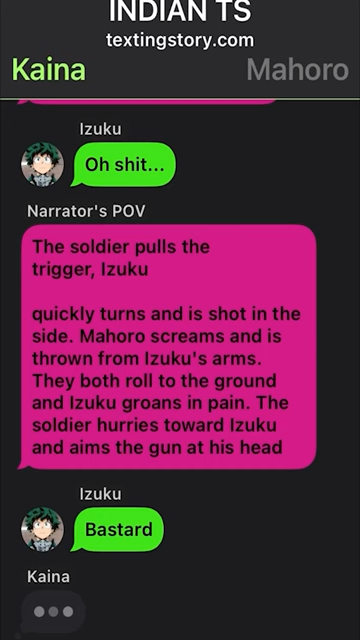 INDIAN TS
textingstory.com
Kaina Mahoro
Izuku
Oh shit...
Narrator's POV
The soldier pulls the
trigger, Izuku
quickly turns and is shot in the
side. Mahoro screams and is
thrown from Izuku's arms.
They both roll to the ground
and Izuku groans in pain. The
soldier hurries toward Izuku
and aims the gun at his head
Izuku
Bastard
Kaina